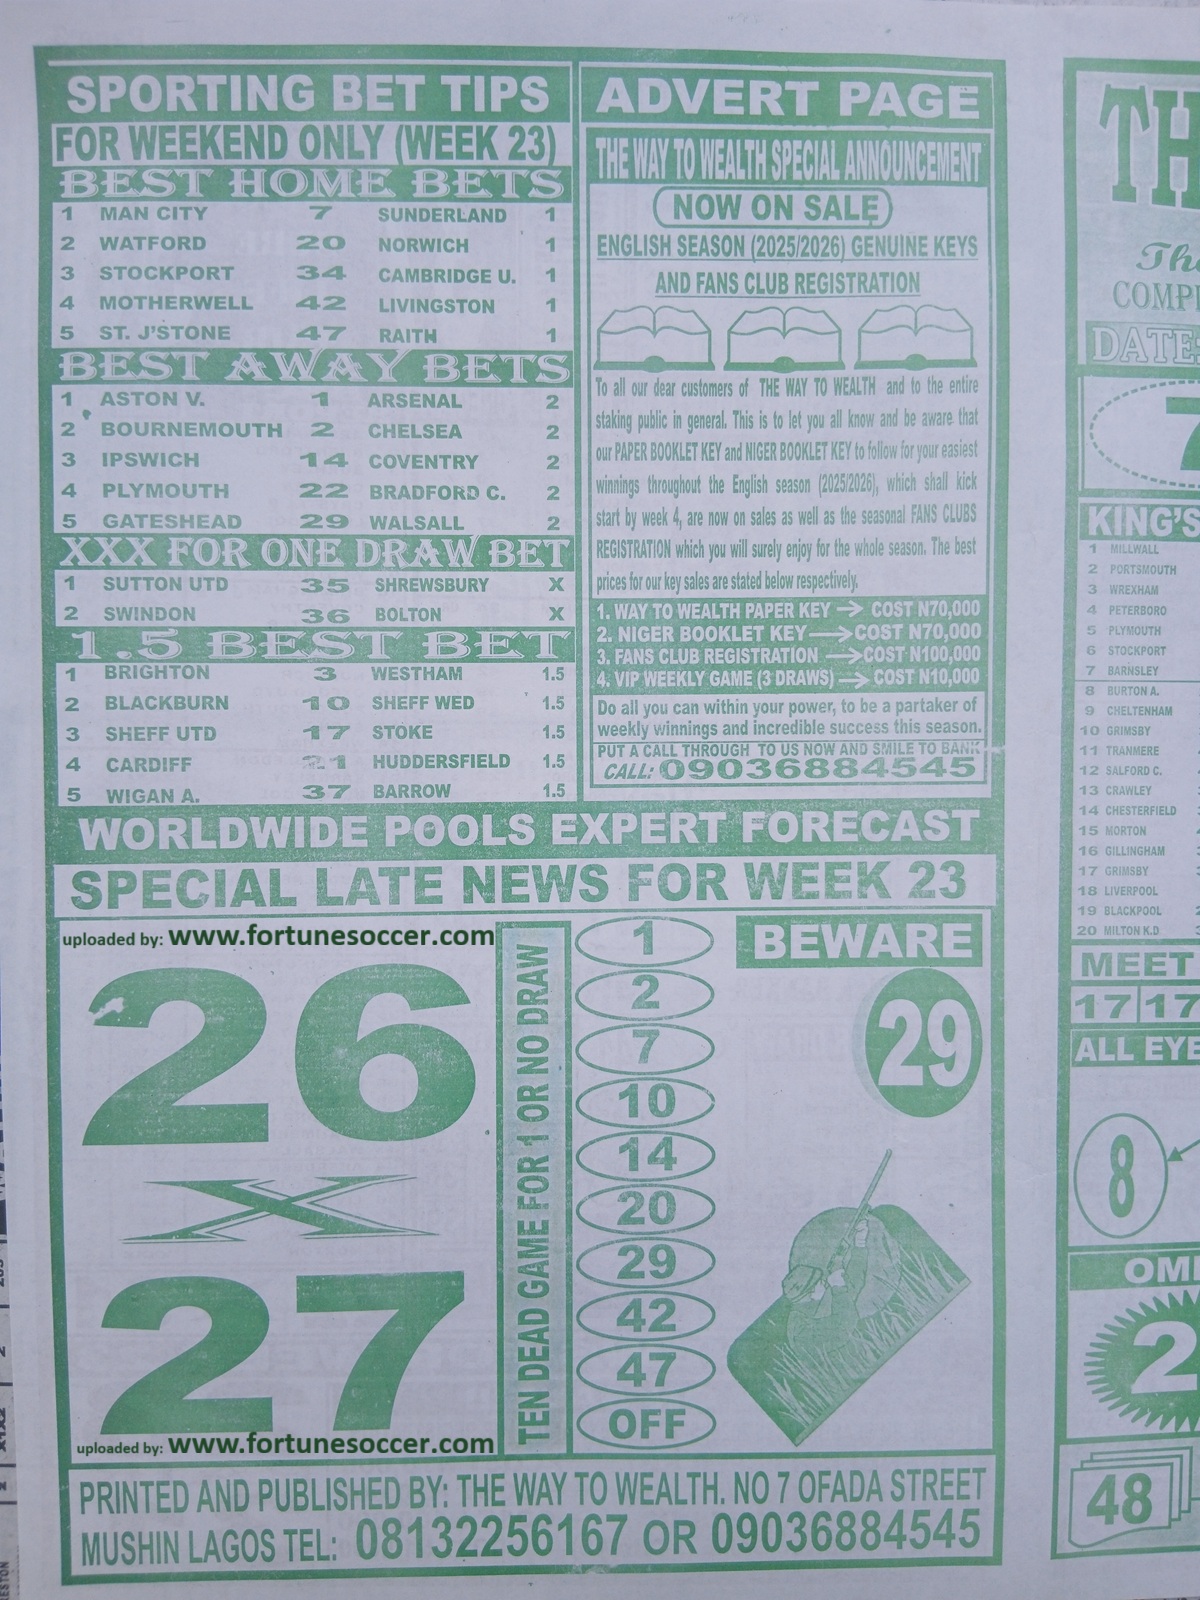 SPORTING BET TIPS
FOR WEEKEND ONLY (WEEK 23)
BEST HOME BETS
1 MAN CITY 7 SUNDERLAND 1
2 WATFORD 20 NORWICH 1
3 STOCKPORT 34 CAMBRIDGE U. 1
4 MOTHERWELL 42 LIVINGSTON 1
5 ST. J'STONE 47 RAITH 1
BEST AWAY BETS
1 ASTON V. 1 ARSENAL 2
2 BOURNEMOUTH 2 CHELSEA 2
3 IPSWICH 14 COVENTRY 2
4 PLYMOUTH 22 BRADFORD C. 2
5 GATESHEAD 29 WALSALL 2
XXX FOR ONE DRAW BET
1 SUTTON UTD 35 SHREWSBURY X
2 SWINDON 36 BOLTON X
1.5 BEST BET
1 BRIGHTON 3 WESTHAM 1.5
2 BLACKBURN 10 SHEFF WED 1.5
3 SHEFF UTD 17 STOKE 1.5
4 CARDIFF 21 HUDDERSFIELD 1.5
5 WIGAN A. 37 BARROW 1.5
ADVERT PAGE
THE WAY TO WEALTH SPECIAL ANNOUNCEMENT
NOW ON SALE
ENGLISH SEASON (2025/2026) GENUINE KEYS
AND FANS CLUB REGISTRATION
To all our dear customers of THE WAY TO WEALTH and to the entire
staking public in general. This is to let you all know and be aware that
our PAPER BOOKLET KEY and NIGER BOOKLET KEY to follow for your easiest
winnings throughout the English season (2025/2026), which shall kick
start by week 4, are now on sales as well as the seasonal FANS CLUBS
REGISTRATION which you will surely enjoy for the whole season. The best
prices for our key sales are stated below respectively.
1. WAY TO WEALTH PAPER KEY → COST N70,000
2. NIGER BOOKLET KEY → COST N70,000
3. FANS CLUB REGISTRATION → COST N100,000
4. VIP WEEKLY GAME (3 DRAWS) → COST N10,000
Do all you can within your power, to be a partaker of
weekly winnings and incredible success this season.
PUT A CALL THROUGH TO US NOW AND SMILE TO BANK
CALL: 09036884545
WORLDWIDE POOLS EXPERT FORECAST
SPECIAL LATE NEWS FOR WEEK 23
uploaded by: www.fortunesoccer.com
26
X
27
uploaded by: www.fortunesoccer.com
TEN DEAD GAME FOR 1 OR NO DRAW
1
2
7
10
14
20
29
42
47
OFF
BEWARE
29
PRINTED AND PUBLISHED BY: THE WAY TO WEALTH. NO 7 OFADA STREET
MUSHIN LAGOS TEL: 08132256167 OR 09036884545
TH
The
COMP
DATE:
7
KING'S
1 MILLWALL
2 PORTSMOUTH
3 WREXHAM
4 PETERBORO
5 PLYMOUTH
6 STOCKPORT
7 BARNSLEY
8 BURTON A.
9 CHELTENHAM
10 GRIMSBY
11 TRANMERE
12 SALFORD C.
13 CRAWLEY
14 CHESTERFIELD
15 MORTON
16 GILLINGHAM
17 GRIMSBY
18 LIVERPOOL
19 BLACKPOOL
20 MILTON K.D
MEET
17 17
ALL EYE
8
OM
2
48